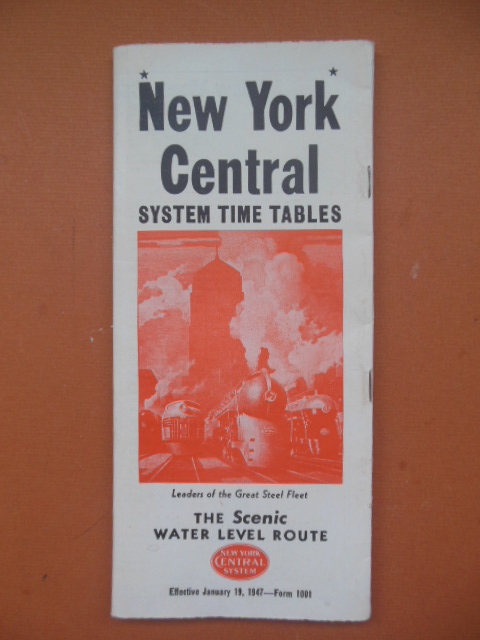 New York
Central
SYSTEM TIME TABLES
Leaders of the Great Steel Fleet
THE Scenic
WATER LEVEL ROUTE
NEW YORK
CENTRAL
SYSTEM
Effective January 19, 1947—Form 1001